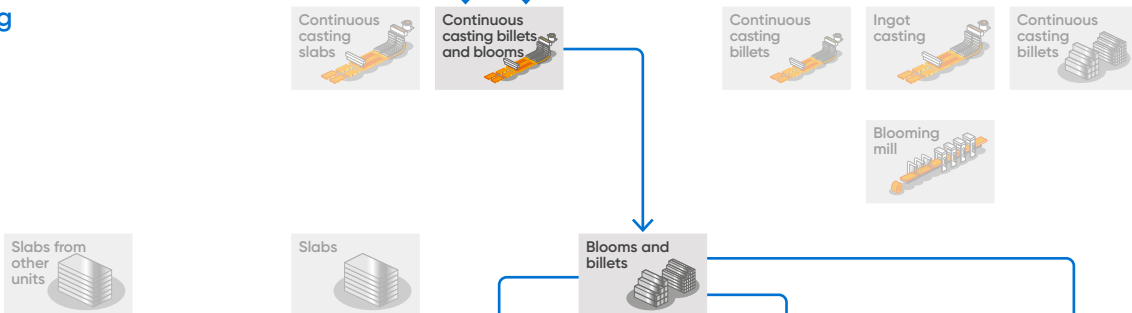 Continuous
casting
slabs
Continuous
casting billets
and blooms
Continuous
casting
billets
Ingot
casting
Continuous
casting
billets
Blooming
mill
Slabs from
other
units
Slabs
Blooms and
billets